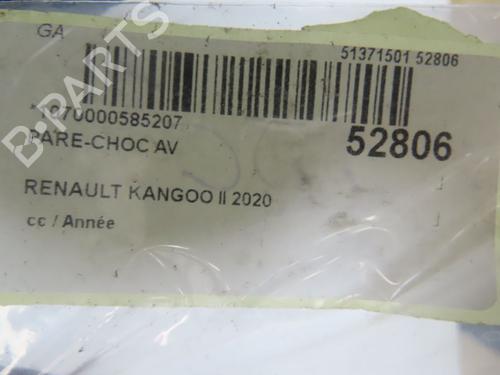 GA
51371501 52806
*1070000585207
PARE-CHOC AV
52806
RENAULT KANGOO II 2020
cc / Année
B-PARTS